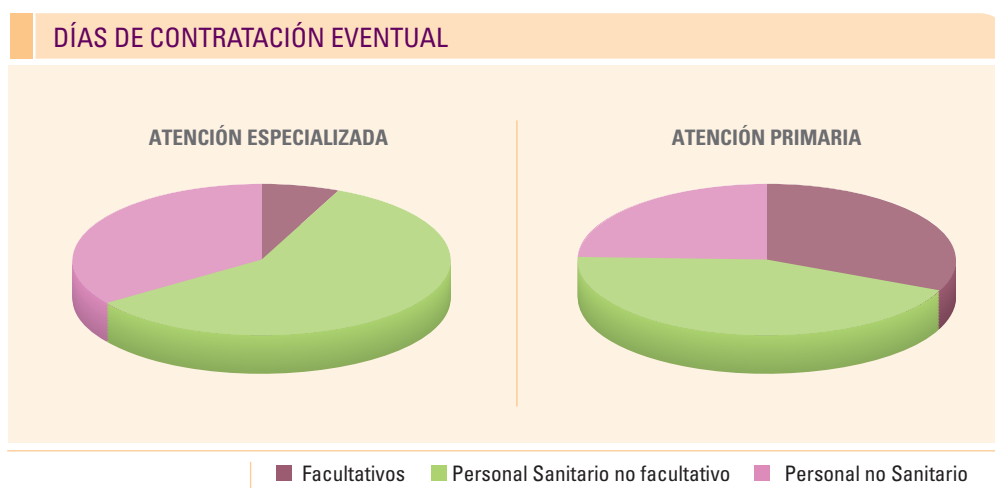 DÍAS DE CONTRATACIÓN EVENTUAL
ATENCIÓN ESPECIALIZADA
ATENCIÓN PRIMARIA
Facultativos Personal Sanitario no facultativo Personal no Sanitario